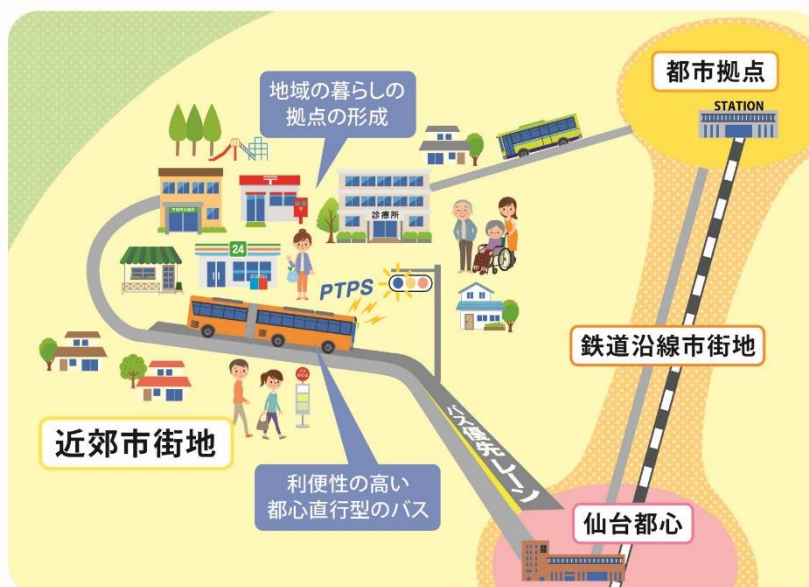 都市拠点
STATION
地域の暮らしの
拠点の形成
診療所
24
PTPS
鉄道沿線市街地
バス優先レーン
近郊市街地
利便性の高い
都心直行型のバス
仙台都心